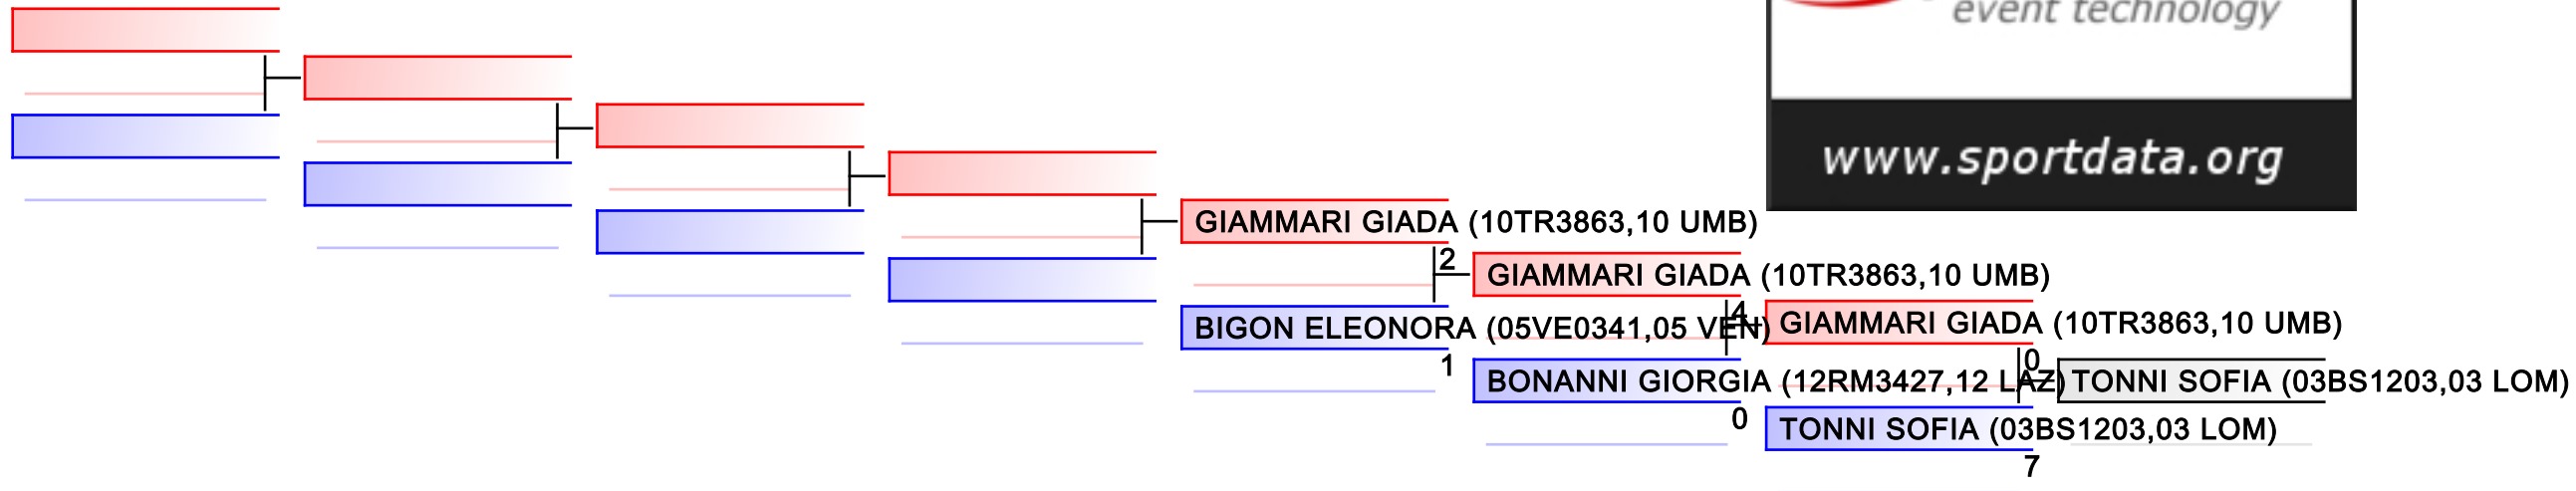 event technology
www.sportdata.org
GIAMMARI GIADA (10TR3863,10 UMB)
2
GIAMMARI GIADA (10TR3863,10 UMB)
BIGON ELEONORA (05VE0341,05 VEN)
4
GIAMMARI GIADA (10TR3863,10 UMB)
1
BONANNI GIORGIA (12RM3427,12 LAZ)
0
TONNI SOFIA (03BS1203,03 LOM)
0
TONNI SOFIA (03BS1203,03 LOM)
7